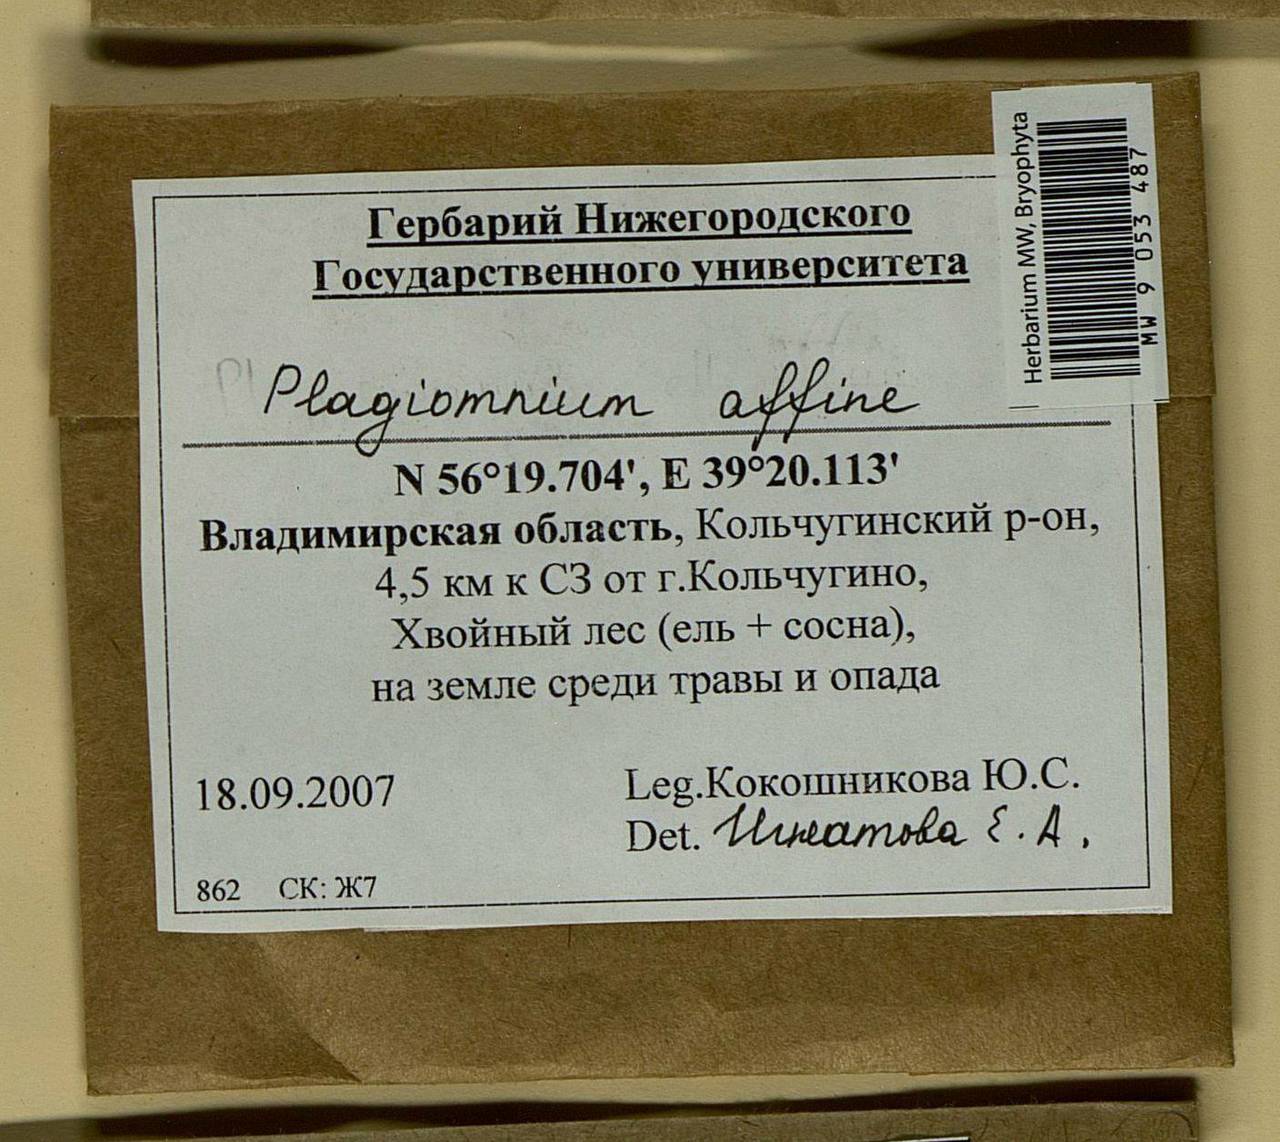 Herbarium MW, Bryophyta
MW 9 053 487
Гербарий Нижегородского
Государственного университета
Pl
Plagiomnium affine
N 56°19.704', E 39°20.113'
Владимирская область, Кольчугинский р-он,
4,5 км к СЗ от г.Кольчугино,
Хвойный лес (ель + сосна),
на земле среди травы и опада
18.09.2007
Leg.Кокошникова Ю.С.
Det. Игнатова Е.А.
862 СК: Ж7